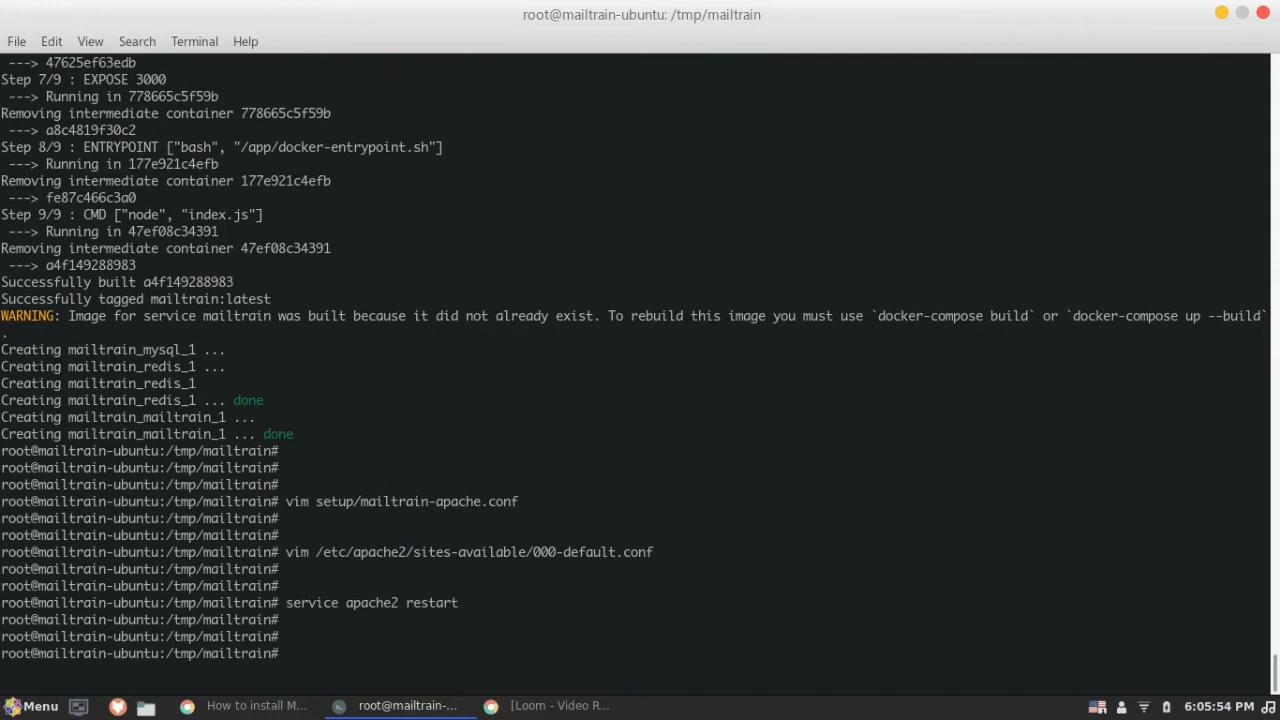 root@mailtrain-ubuntu: /tmp/mailtrain
File Edit View Search Terminal Help
---> 47625ef63edb
Step 7/9 : EXPOSE 3000
---> Running in 778665c5f59b
Removing intermediate container 778665c5f59b
---> a8c4819f30c2
Step 8/9 : ENTRYPOINT ["bash", "/app/docker-entrypoint.sh"]
---> Running in 177e921c4efb
Removing intermediate container 177e921c4efb
---> fe87c466c3a0
Step 9/9 : CMD ["node", "index.js"]
---> Running in 47ef08c34391
Removing intermediate container 47ef08c34391
---> a4f149288983
Successfully built a4f149288983
Successfully tagged mailtrain:latest
WARNING: Image for service mailtrain was built because it did not already exist. To rebuild this image you must use `docker-compose build` or `docker-compose up --build`
.
Creating mailtrain_mysql_1 ...
Creating mailtrain_redis_1 ...
Creating mailtrain_redis_1
Creating mailtrain_redis_1 ... done
Creating mailtrain_mailtrain_1 ...
Creating mailtrain_mailtrain_1 ... done
root@mailtrain-ubuntu:/tmp/mailtrain#
root@mailtrain-ubuntu:/tmp/mailtrain#
root@mailtrain-ubuntu:/tmp/mailtrain#
root@mailtrain-ubuntu:/tmp/mailtrain# vim setup/mailtrain-apache.conf
root@mailtrain-ubuntu:/tmp/mailtrain#
root@mailtrain-ubuntu:/tmp/mailtrain#
root@mailtrain-ubuntu:/tmp/mailtrain# vim /etc/apache2/sites-available/000-default.conf
root@mailtrain-ubuntu:/tmp/mailtrain#
root@mailtrain-ubuntu:/tmp/mailtrain#
root@mailtrain-ubuntu:/tmp/mailtrain# service apache2 restart
root@mailtrain-ubuntu:/tmp/mailtrain#
root@mailtrain-ubuntu:/tmp/mailtrain#
root@mailtrain-ubuntu:/tmp/mailtrain#
Menu How to install M... root@mailtrain-... [Loom - Video R... 6:05:54 PM